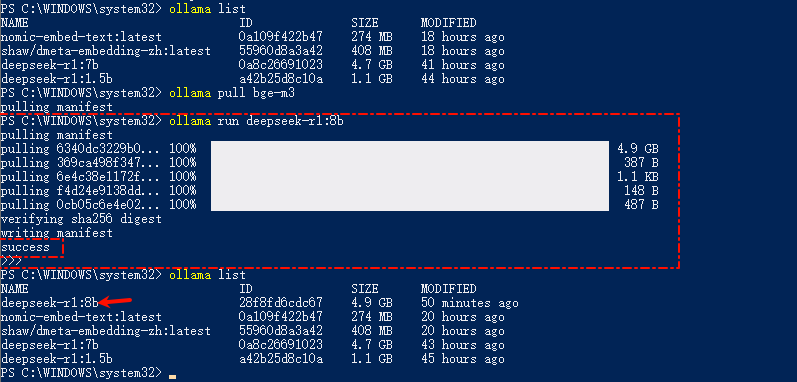 PS C:\WINDOWS\system32> ollama list
NAME ID SIZE MODIFIED
nomic-embed-text:latest 0a109f422b47 274 MB 18 hours ago
shaw/dmeta-embedding-zh:latest 55960d8a3a42 408 MB 18 hours ago
deepseek-r1:7b 0a8c26691023 4.7 GB 41 hours ago
deepseek-r1:1.5b a42b25d8c10a 1.1 GB 44 hours ago
PS C:\WINDOWS\system32> ollama pull bge-m3
pulling manifest
PS C:\WINDOWS\system32> ollama run deepseek-r1:8b
pulling manifest
pulling 6340dc3229b0... 100% 4.9 GB
pulling 369ca498f347... 100% 387 B
pulling 6e4c38e1172f... 100% 1.1 KB
pulling f4d24e9138dd... 100% 148 B
pulling 0cb05c6e4e02... 100% 487 B
verifying sha256 digest
writing manifest
success
>>>
PS C:\WINDOWS\system32> ollama list
NAME ID SIZE MODIFIED
deepseek-r1:8b 28f8fd6cdc67 4.9 GB 50 minutes ago
nomic-embed-text:latest 0a109f422b47 274 MB 20 hours ago
shaw/dmeta-embedding-zh:latest 55960d8a3a42 408 MB 20 hours ago
deepseek-r1:7b 0a8c26691023 4.7 GB 43 hours ago
deepseek-r1:1.5b a42b25d8c10a 1.1 GB 45 hours ago
PS C:\WINDOWS\system32>